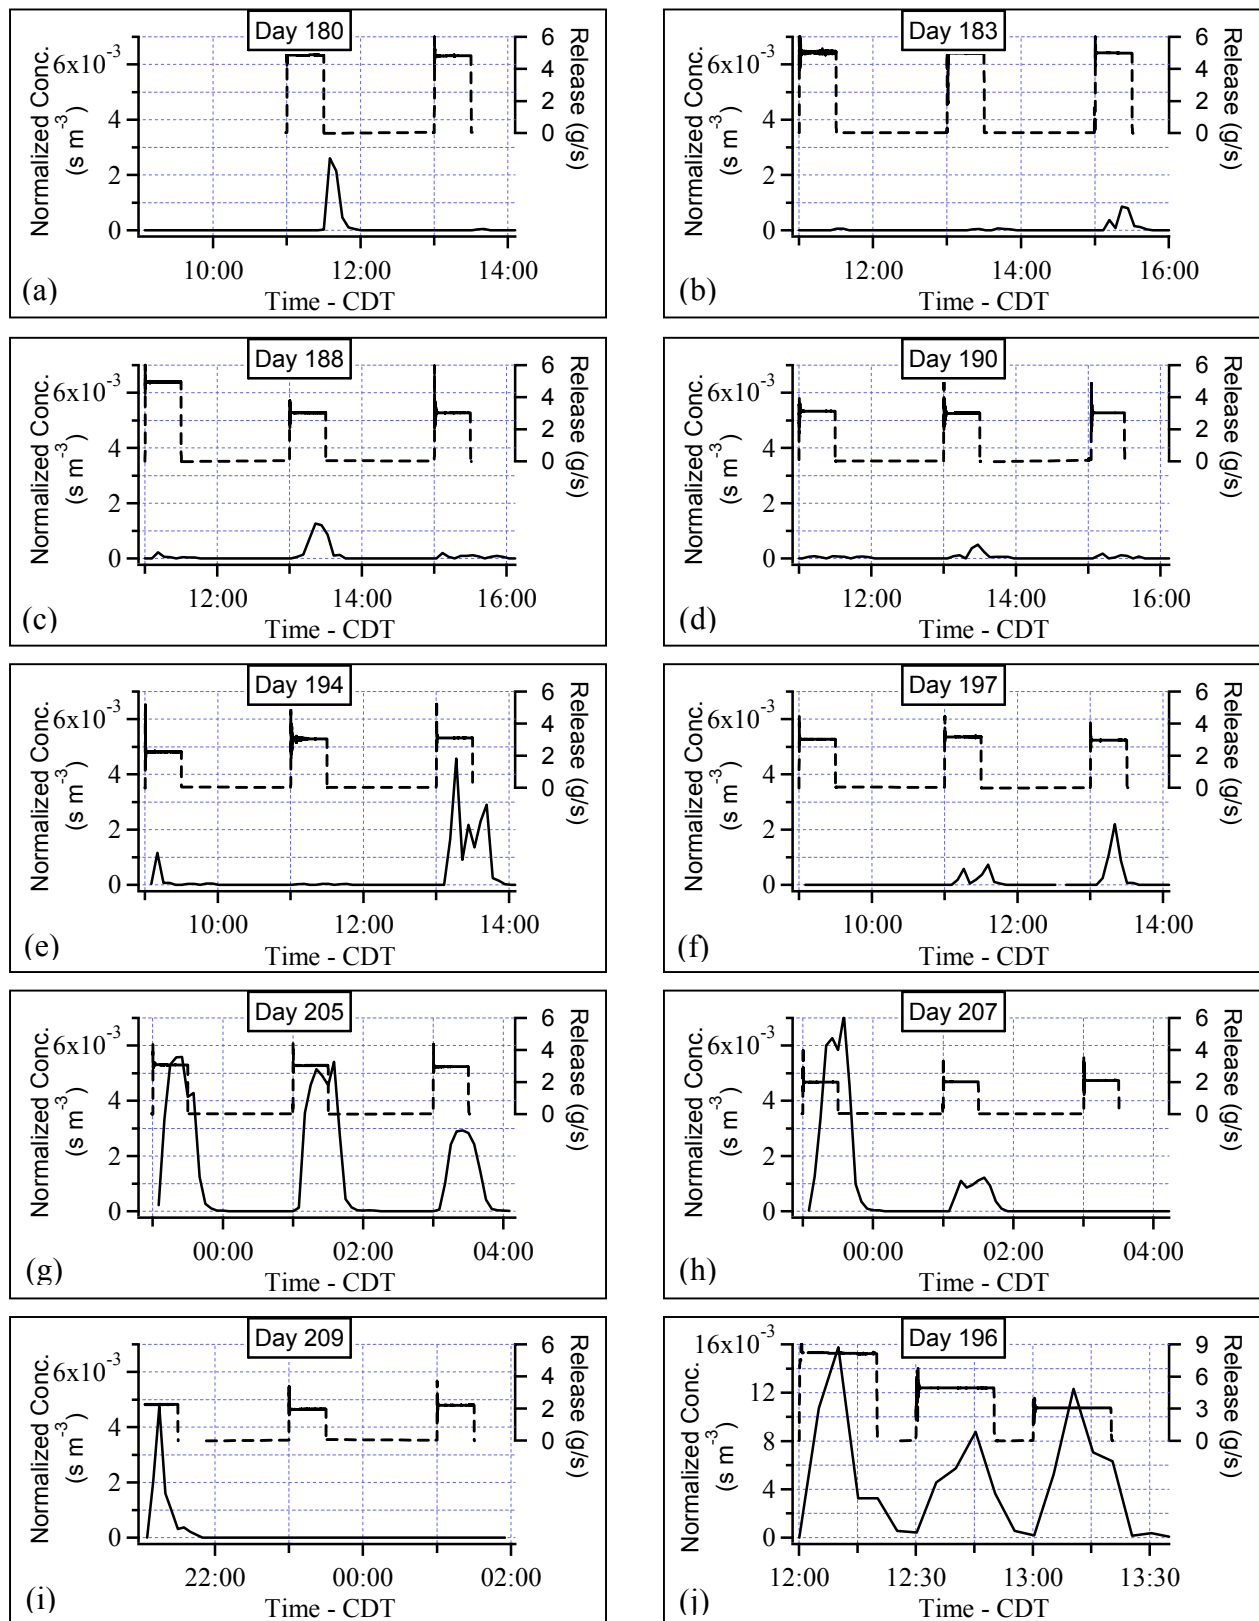 Day 180
Normalized Conc.
(s m⁻³)
6x10⁻³
4
2
0
Release (g/s)
6
4
2
0
10:00 12:00 14:00
Time - CDT
(a)
Day 183
Normalized Conc.
(s m⁻³)
6x10⁻³
4
2
0
Release (g/s)
6
4
2
0
12:00 14:00 16:00
Time - CDT
(b)
Day 188
Normalized Conc.
(s m⁻³)
6x10⁻³
4
2
0
Release (g/s)
6
4
2
0
12:00 14:00 16:00
Time - CDT
(c)
Day 190
Normalized Conc.
(s m⁻³)
6x10⁻³
4
2
0
Release (g/s)
6
4
2
0
12:00 14:00 16:00
Time - CDT
(d)
Day 194
Normalized Conc.
(s m⁻³)
6x10⁻³
4
2
0
Release (g/s)
6
4
2
0
10:00 12:00 14:00
Time - CDT
(e)
Day 197
Normalized Conc.
(s m⁻³)
6x10⁻³
4
2
0
Release (g/s)
6
4
2
0
10:00 12:00 14:00
Time - CDT
(f)
Day 205
Normalized Conc.
(s m⁻³)
6x10⁻³
4
2
0
Release (g/s)
6
4
2
0
00:00 02:00 04:00
Time - CDT
(g)
Day 207
Normalized Conc.
(s m⁻³)
6x10⁻³
4
2
0
Release (g/s)
6
4
2
0
00:00 02:00 04:00
Time - CDT
(h)
Day 209
Normalized Conc.
(s m⁻³)
6x10⁻³
4
2
0
Release (g/s)
6
4
2
0
22:00 00:00 02:00
Time - CDT
(i)
Day 196
Normalized Conc.
(s m⁻³)
16x10⁻³
12
8
4
0
Release (g/s)
9
6
3
0
12:00 12:30 13:00 13:30
Time - CDT
(j)